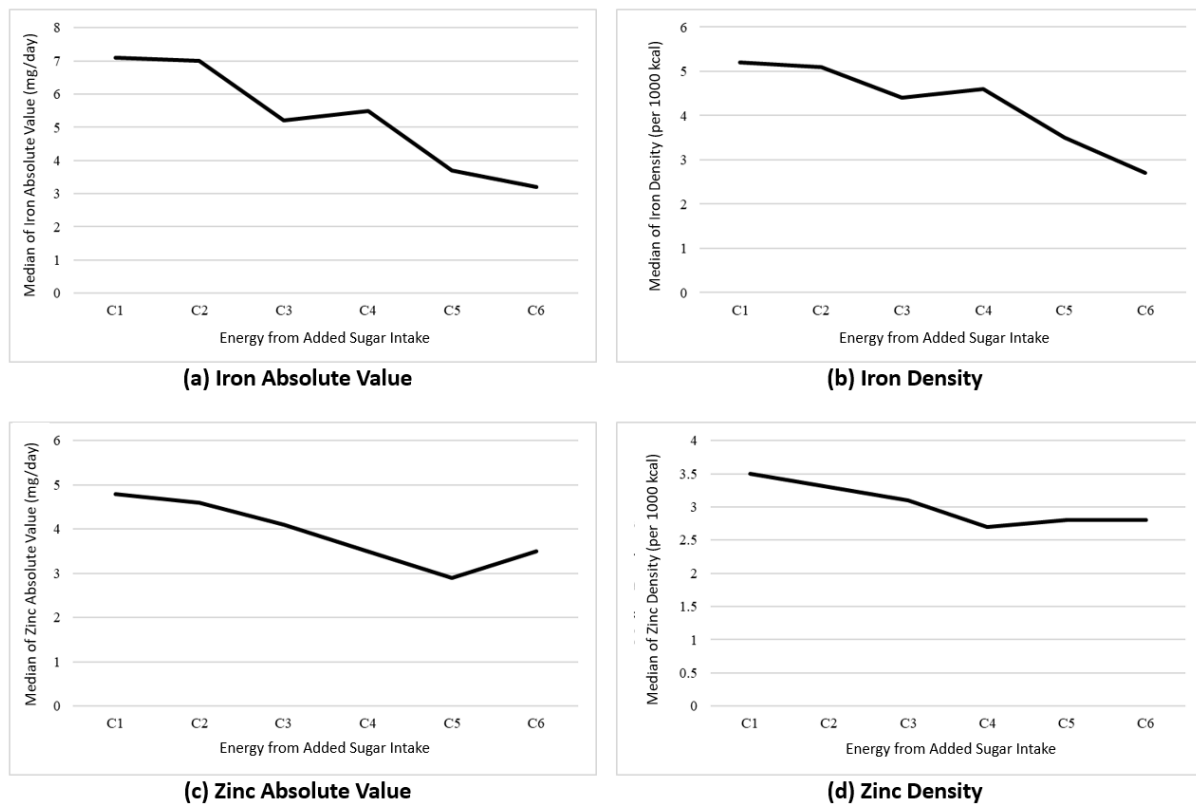 Median of Iron Absolute Value (mg/day)
8
7
6
5
4
3
2
1
0
C1 C2 C3 C4 C5 C6
Energy from Added Sugar Intake
(a) Iron Absolute Value
Median of Iron Density (per 1000 kcal)
6
5
4
3
2
1
0
C1 C2 C3 C4 C5 C6
Energy from Added Sugar Intake
(b) Iron Density
Median of Zinc Absolute Value (mg/day)
6
5
4
3
2
1
0
C1 C2 C3 C4 C5 C6
Energy from Added Sugar Intake
(c) Zinc Absolute Value
Median of Zinc Density (per 1000 kcal)
4
3.5
3
2.5
2
1.5
1
0.5
0
C1 C2 C3 C4 C5 C6
Energy from Added Sugar Intake
(d) Zinc Density